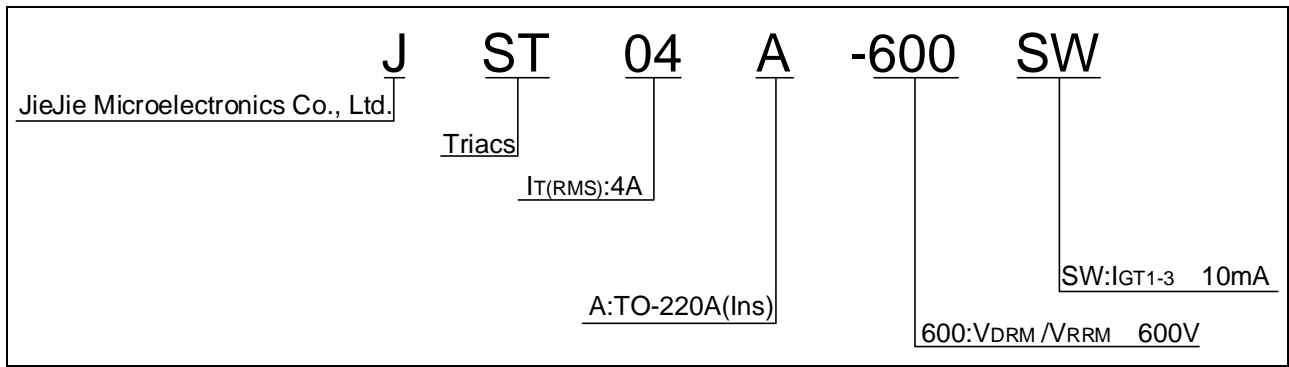 J ST 04 A -600 SW
JieJie Microelectronics Co., Ltd.
Triacs
IT(RMS):4A
SW:IGT1-3 10mA
A:TO-220A(Ins)
600:VDRM /VRRM 600V